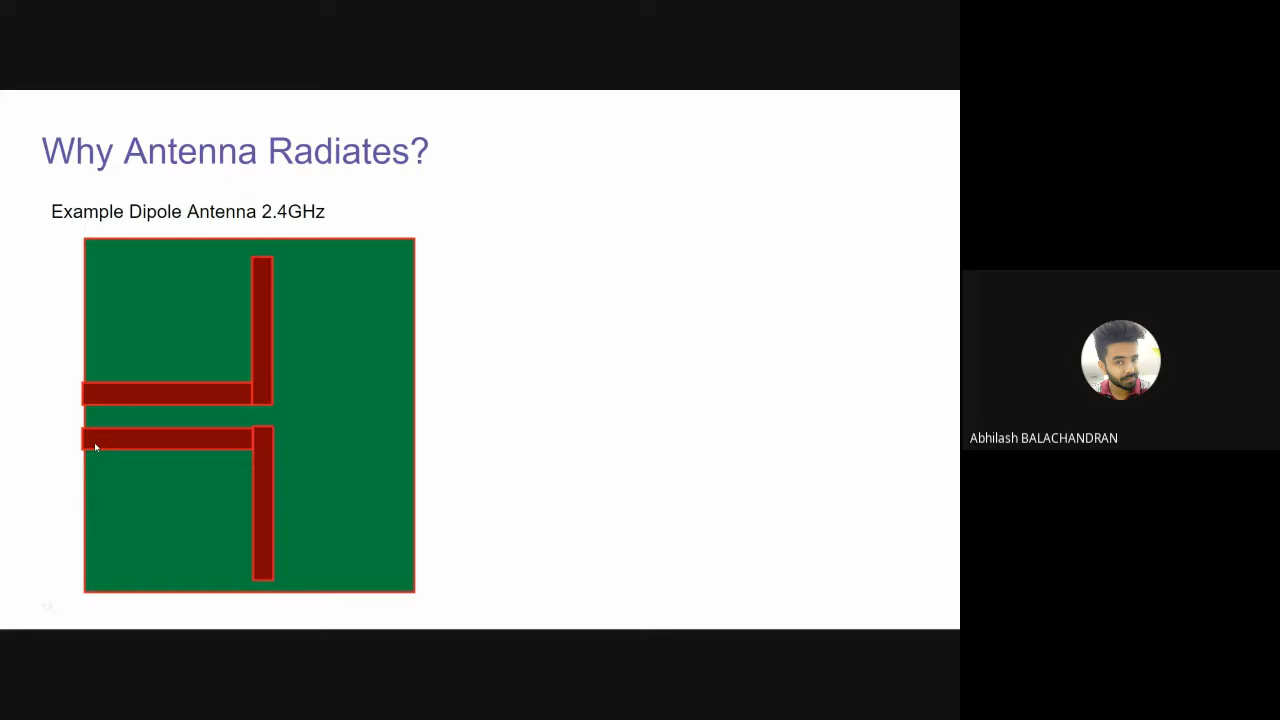 Why Antenna Radiates?
Example Dipole Antenna 2.4GHz
Abhilash BALACHANDRAN